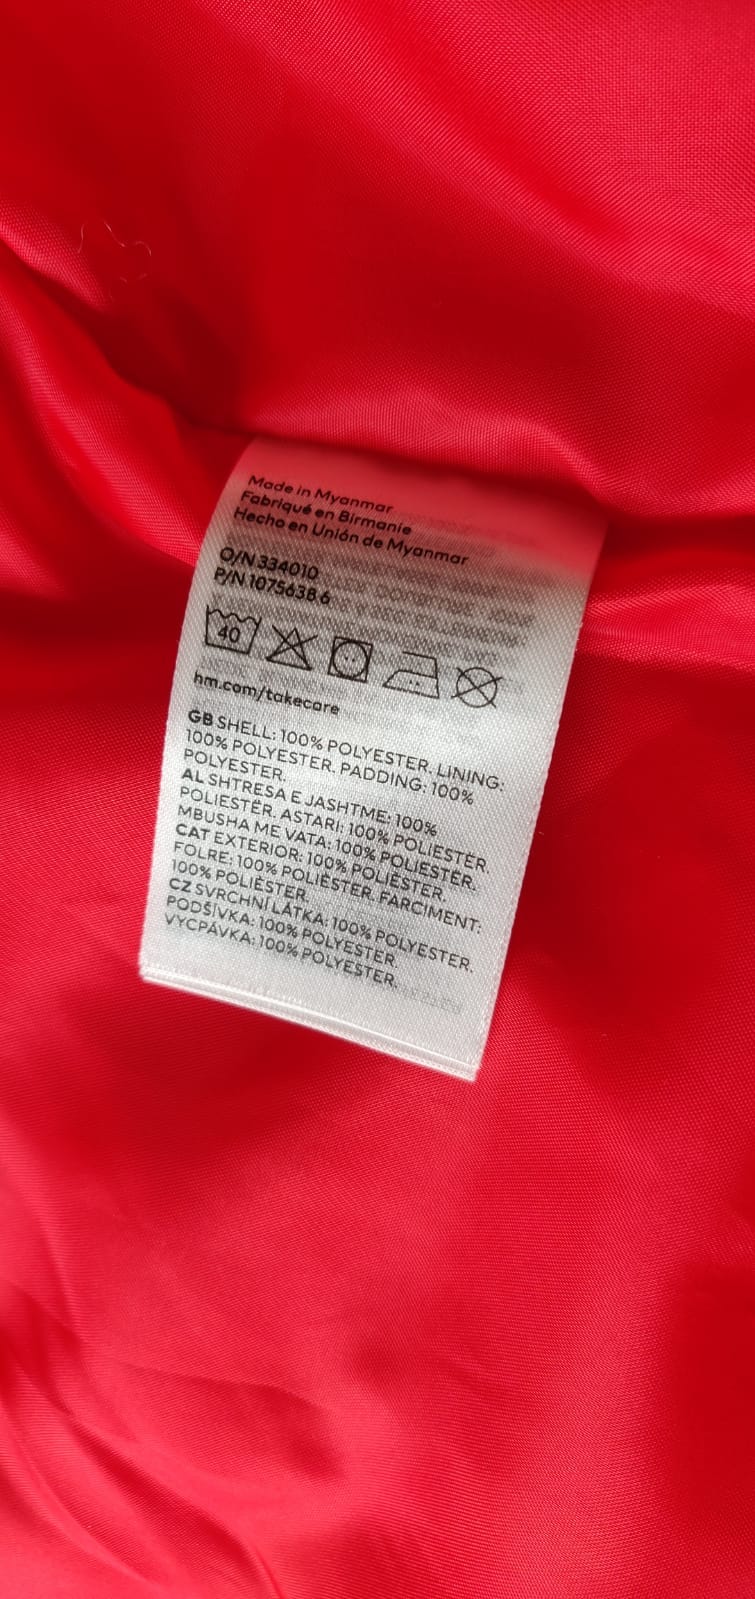 Made in Myanmar
Fabriqué en Birmanie
Hecho en Unión de Myanmar
O/N 334010
P/N 1075638 6
40
hm.com/takecare
GB SHELL: 100% POLYESTER. LINING:
100% POLYESTER. PADDING: 100%
POLYESTER.
AL SHTRESA E JASHTME: 100%
POLIESTËR. ASTARI: 100% POLIESTËR.
MBUSHA ME VATA: 100% POLIESTËR.
CAT EXTERIOR: 100% POLIÈSTER.
FOLRE: 100% POLIÈSTER. FARCIMENT:
100% POLIÈSTER.
CZ SVRCHNÍ LÁTKA: 100% POLYESTER.
PODŠÍVKA: 100% POLYESTER.
VYCPÁVKA: 100% POLYESTER.